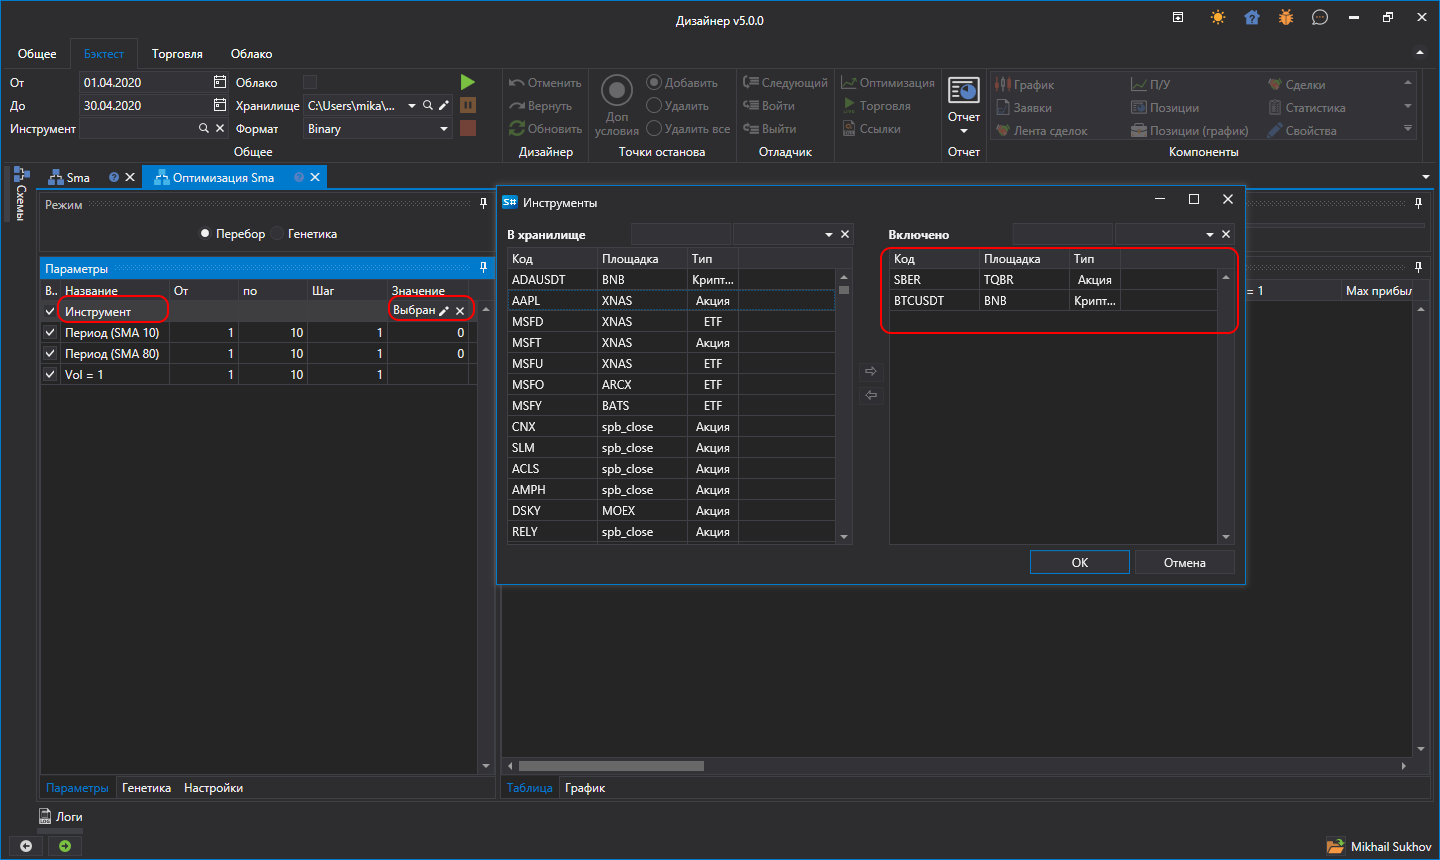 Дизайнер v5.0.0
Общее Бэктест Торговля Облако
От 01.04.2020 Облако
До 30.04.2020 Хранилище C:\Users\mika\...
Инструмент Формат Binary
Общее
Отменить
Вернуть
Обновить
Дизайнер
Доп условия
Добавить
Удалить
Удалить все
Точки останова
Следующий
Войти
Выйти
Отладчик
Оптимизация
Торговля
Ссылки
Отчет
Отчет
График П/У Сделки
Заявки Позиции Статистика
Лента сделок Позиции (график) Свойства
Компоненты
Схемы
Sma Оптимизация Sma
Режим
Перебор Генетика
Параметры
В.. Название От по Шаг Значение
Инструмент Выбран
Период (SMA 10) 1 10 1 0
Период (SMA 80) 1 10 1 0
Vol = 1 1 10 1
Параметры Генетика Настройки
S# Инструменты
В хранилище
Код Площадка Тип
ADAUSDT BNB Крипт...
AAPL XNAS Акция
MSFD XNAS ETF
MSFT XNAS Акция
MSFU XNAS ETF
MSFO ARCX ETF
MSFY BATS ETF
CNX spb_close Акция
SLM spb_close Акция
ACLS spb_close Акция
AMPH spb_close Акция
DSKY MOEX Акция
RELY spb_close Акция
Включено
Код Площадка Тип
SBER TQBR Акция
BTCUSDT BNB Крипт...
OK Отмена
= 1 Max прибыл
Таблица График
Логи
Mikhail Sukhov